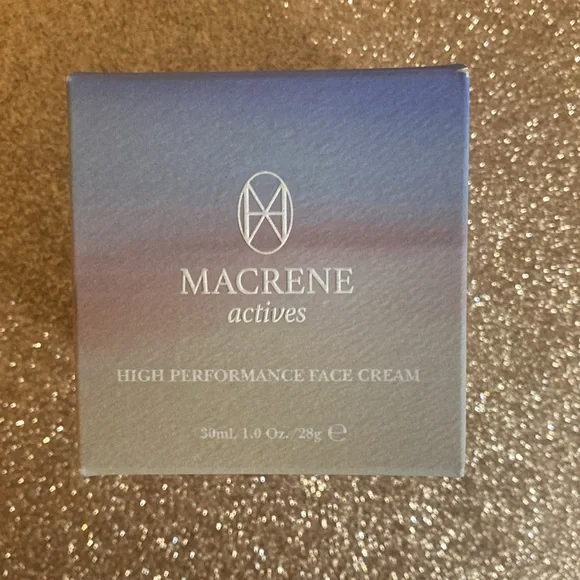 MACRENE
actives
HIGH PERFORMANCE FACE CREAM
30mL 1.0 Oz./28g ℮